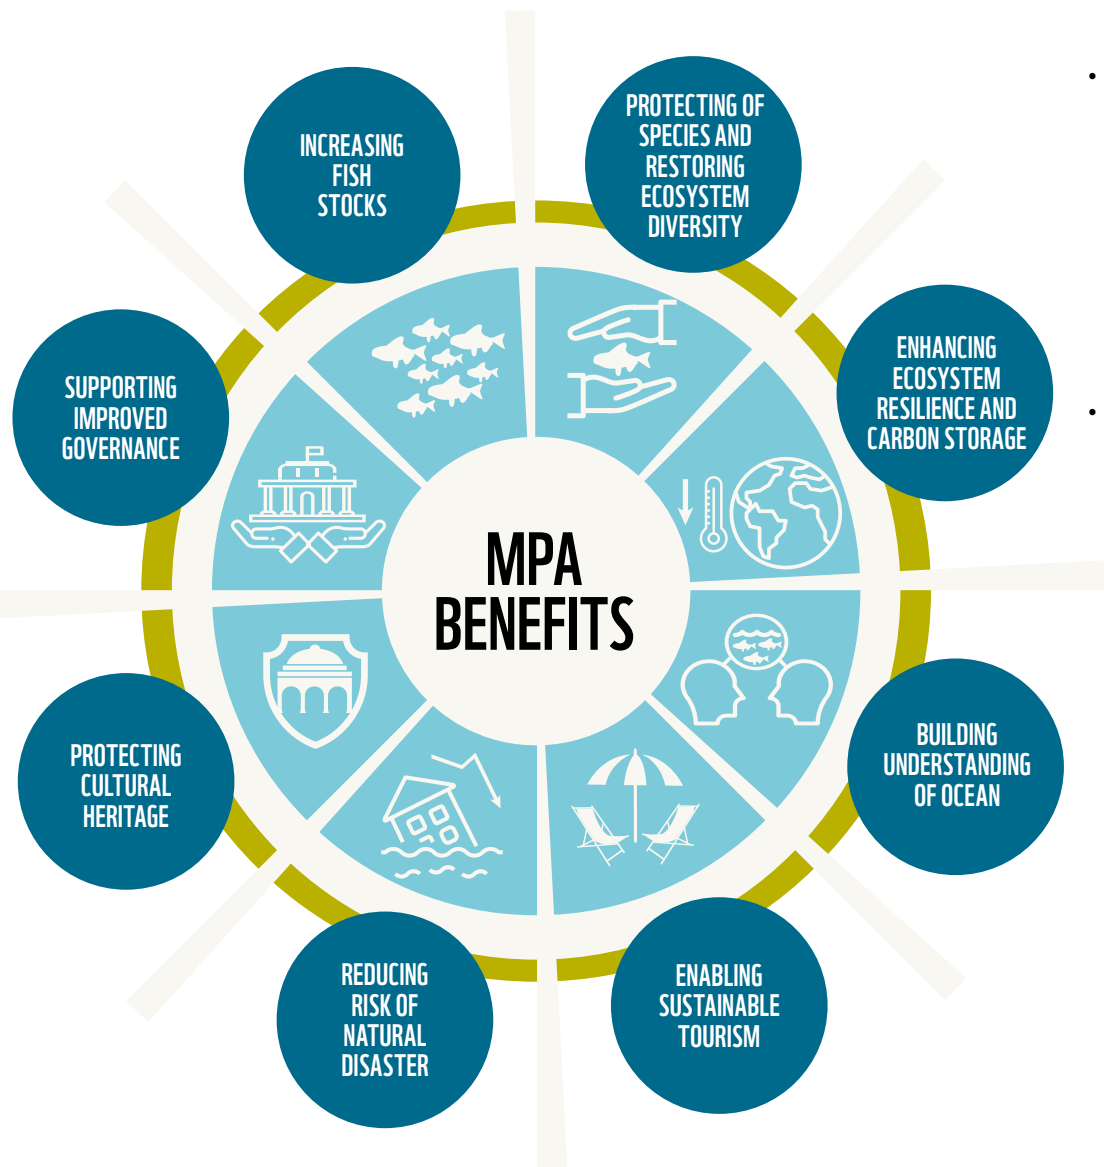 INCREASING
FISH
STOCKS
PROTECTING OF
SPECIES AND
RESTORING
ECOSYSTEM
DIVERSITY
ENHANCING
ECOSYSTEM
RESILIENCE AND
CARBON STORAGE
SUPPORTING
IMPROVED
GOVERNANCE
MPA
BENEFITS
BUILDING
UNDERSTANDING
OF OCEAN
PROTECTING
CULTURAL
HERITAGE
REDUCING
RISK OF
NATURAL
DISASTER
ENABLING
SUSTAINABLE
TOURISM